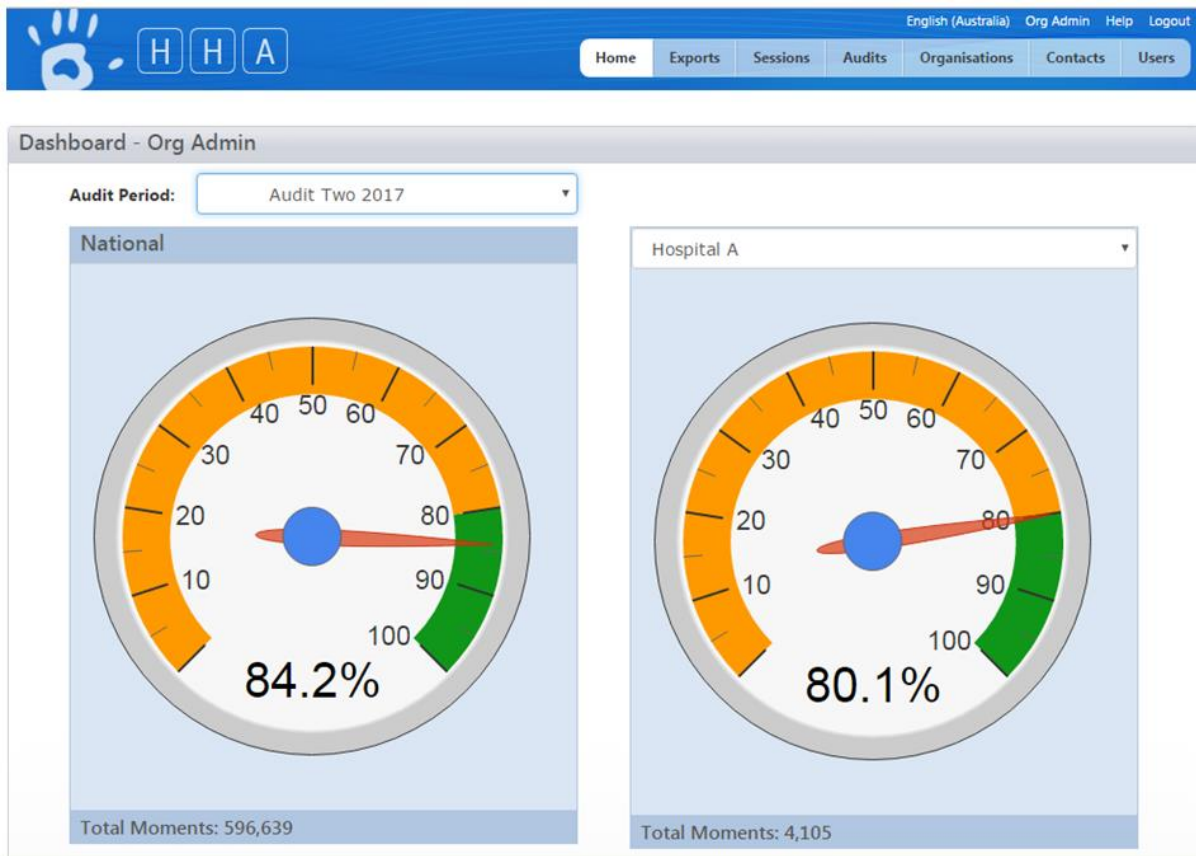 English (Australia) Org Admin Help Logout
H H A
Home Exports Sessions Audits Organisations Contacts Users
Dashboard - Org Admin
Audit Period: Audit Two 2017
National
10
20
30
40
50
60
70
80
90
100
84.2%
Total Moments: 596,639
Hospital A
10
20
30
40
50
60
70
80
90
100
80.1%
Total Moments: 4,105